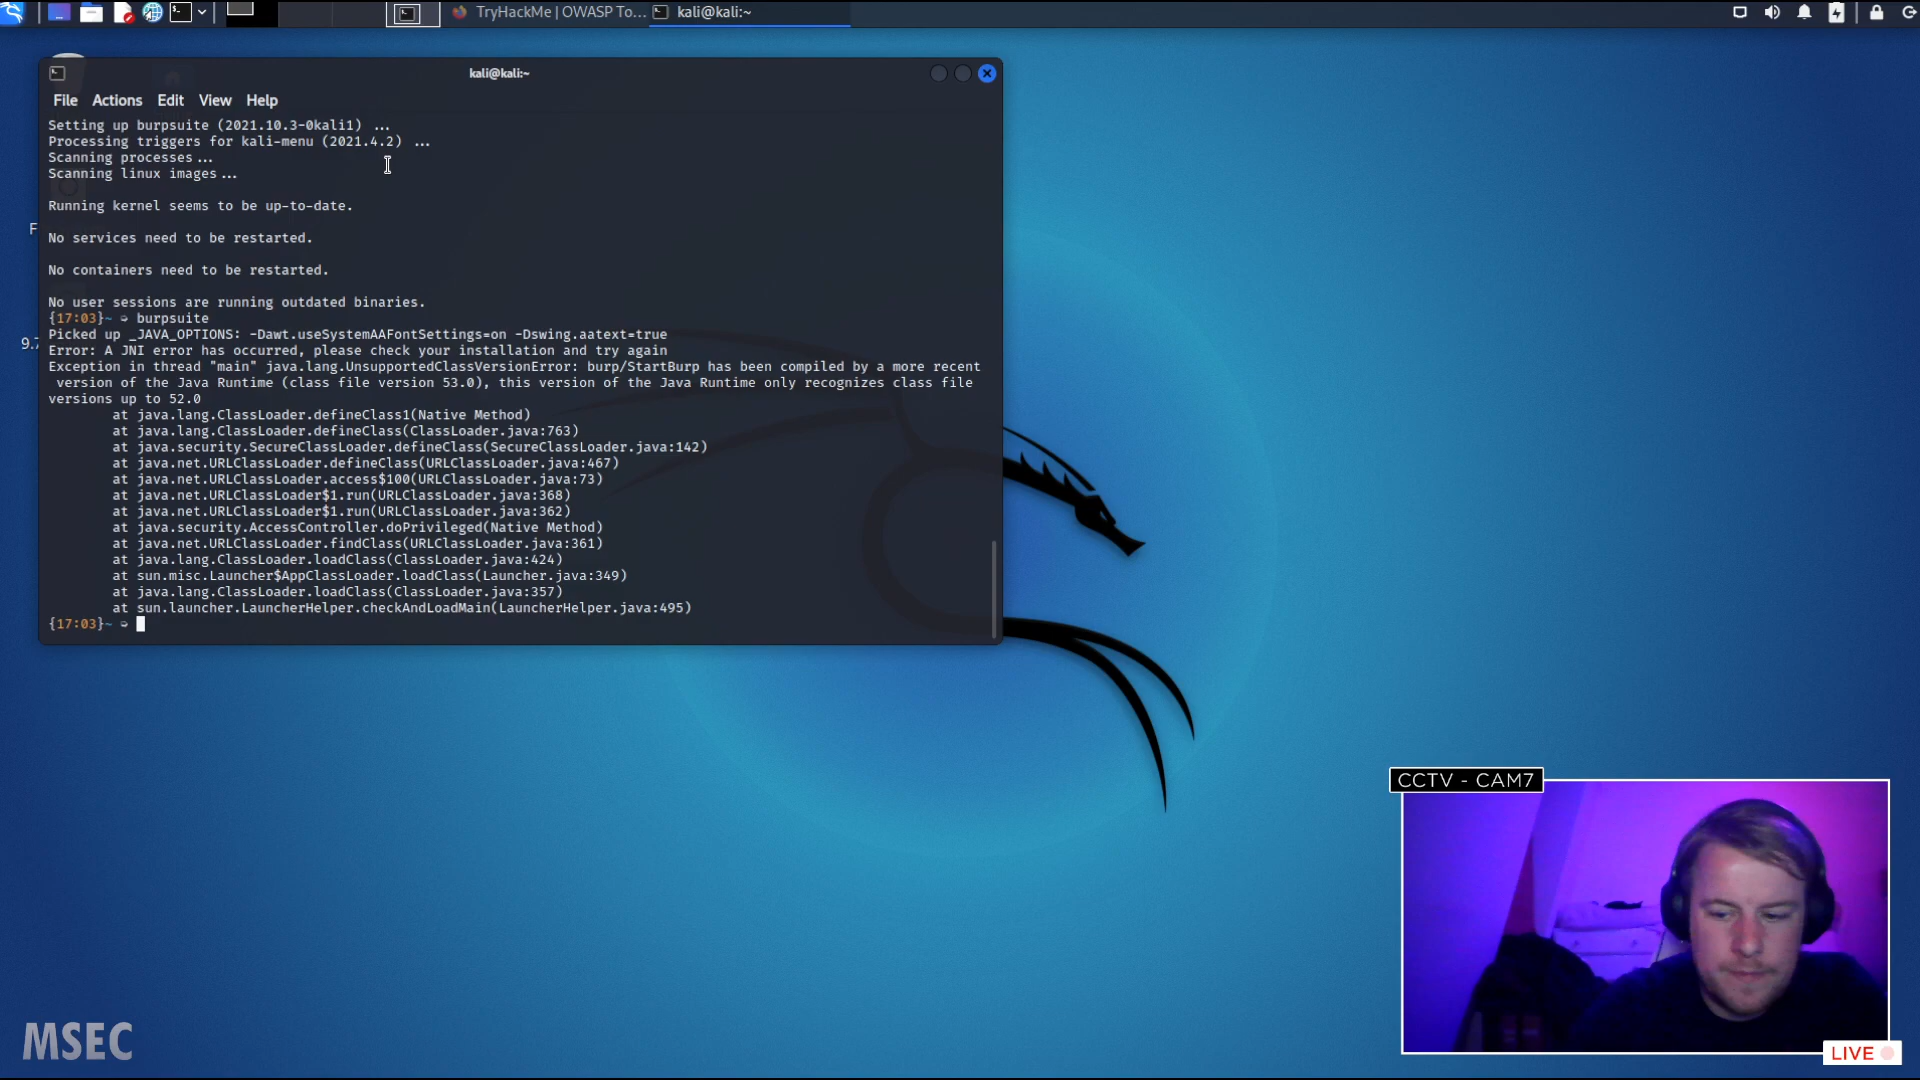 TryHackMe | OWASP To...
kali@kali:~
kali@kali:~
File Actions Edit View Help
Setting up burpsuite (2021.10.3-0kali1) ...
Processing triggers for kali-menu (2021.4.2) ...
Scanning processes...
Scanning linux images...
Running kernel seems to be up-to-date.
No services need to be restarted.
No containers need to be restarted.
No user sessions are running outdated binaries.
{17:03}~ burpsuite
Picked up _JAVA_OPTIONS: -Dawt.useSystemAAFontSettings=on -Dswing.aatext=true
Error: A JNI error has occurred, please check your installation and try again
Exception in thread "main" java.lang.UnsupportedClassVersionError: burp/StartBurp has been compiled by a more recent
version of the Java Runtime (class file version 53.0), this version of the Java Runtime only recognizes class file
versions up to 52.0
at java.lang.ClassLoader.defineClass1(Native Method)
at java.lang.ClassLoader.defineClass(ClassLoader.java:763)
at java.security.SecureClassLoader.defineClass(SecureClassLoader.java:142)
at java.net.URLClassLoader.defineClass(URLClassLoader.java:467)
at java.net.URLClassLoader.access$100(URLClassLoader.java:73)
at java.net.URLClassLoader$1.run(URLClassLoader.java:368)
at java.net.URLClassLoader$1.run(URLClassLoader.java:362)
at java.security.AccessController.doPrivileged(Native Method)
at java.net.URLClassLoader.findClass(URLClassLoader.java:361)
at java.lang.ClassLoader.loadClass(ClassLoader.java:424)
at sun.misc.Launcher$AppClassLoader.loadClass(Launcher.java:349)
at java.lang.ClassLoader.loadClass(ClassLoader.java:357)
at sun.launcher.LauncherHelper.checkAndLoadMain(LauncherHelper.java:495)
{17:03}~
F
9.7
CCTV - CAM7
MSEC
LIVE